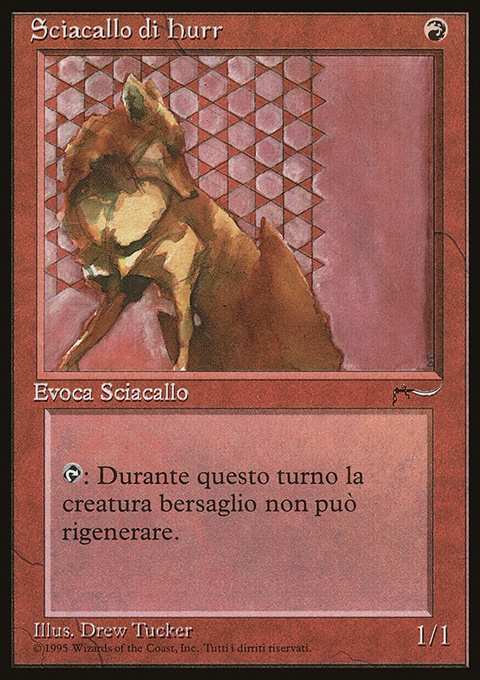 Sciacallo di Hurr
Evoca Sciacallo
: Durante questo turno la
creatura bersaglio non può
rigenerare.
Illus. Drew Tucker
1/1
©1995 Wizards of the Coast, Inc. Tutti i dirriti riservati.